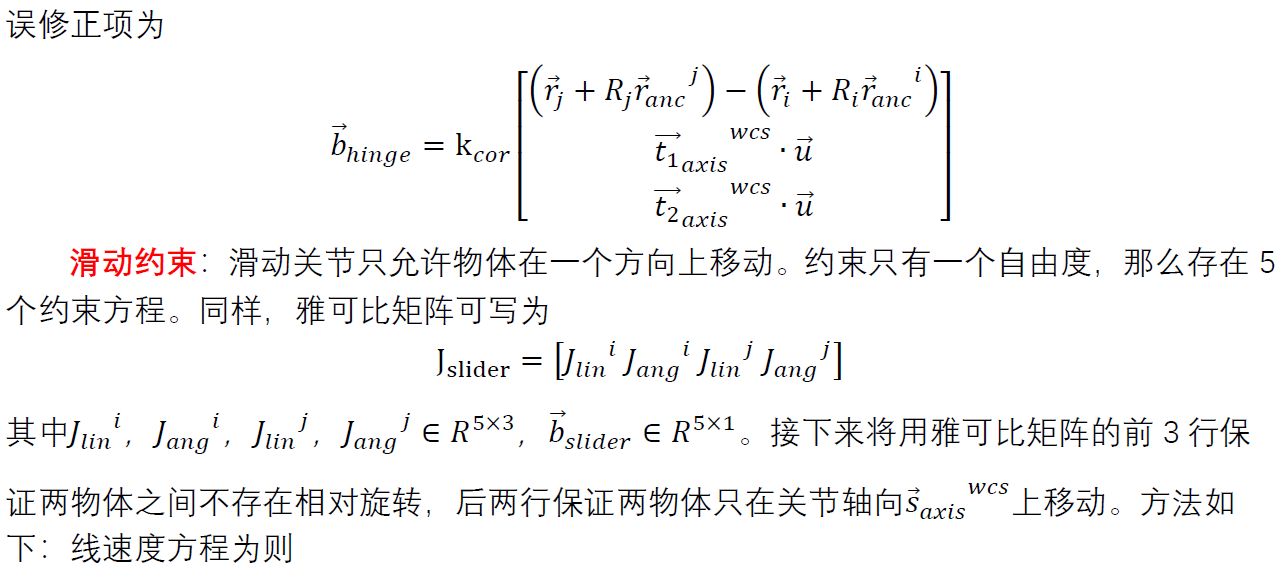 误修正项为
$$\vec{b}_{hinge} = \mathrm{k}_{cor}\begin{bmatrix} \left(\vec{r}_j + R_j\vec{r}_{anc}{}^{j}\right) - \left(\vec{r}_i + R_i\vec{r}_{anc}{}^{i}\right) \\ \overrightarrow{t_1}_{axis}{}^{wcs} \cdot \vec{u} \\ \overrightarrow{t_2}_{axis}{}^{wcs} \cdot \vec{u} \end{bmatrix}$$
滑动约束：滑动关节只允许物体在一个方向上移动。约束只有一个自由度，那么存在 5
个约束方程。同样，雅可比矩阵可写为
$$\mathrm{J}_{\mathrm{slider}} = \left[J_{lin}{}^{i}\ J_{ang}{}^{i}\ J_{lin}{}^{j}\ J_{ang}{}^{j}\right]$$
其中$J_{lin}{}^{i}$，$J_{ang}{}^{i}$，$J_{lin}{}^{j}$，$J_{ang}{}^{j} \in R^{5\times3}$，$\vec{b}_{slider} \in R^{5\times1}$。接下来将用雅可比矩阵的前 3 行保
证两物体之间不存在相对旋转，后两行保证两物体只在关节轴向$\vec{s}_{axis}{}^{wcs}$上移动。方法如
下：线速度方程为则